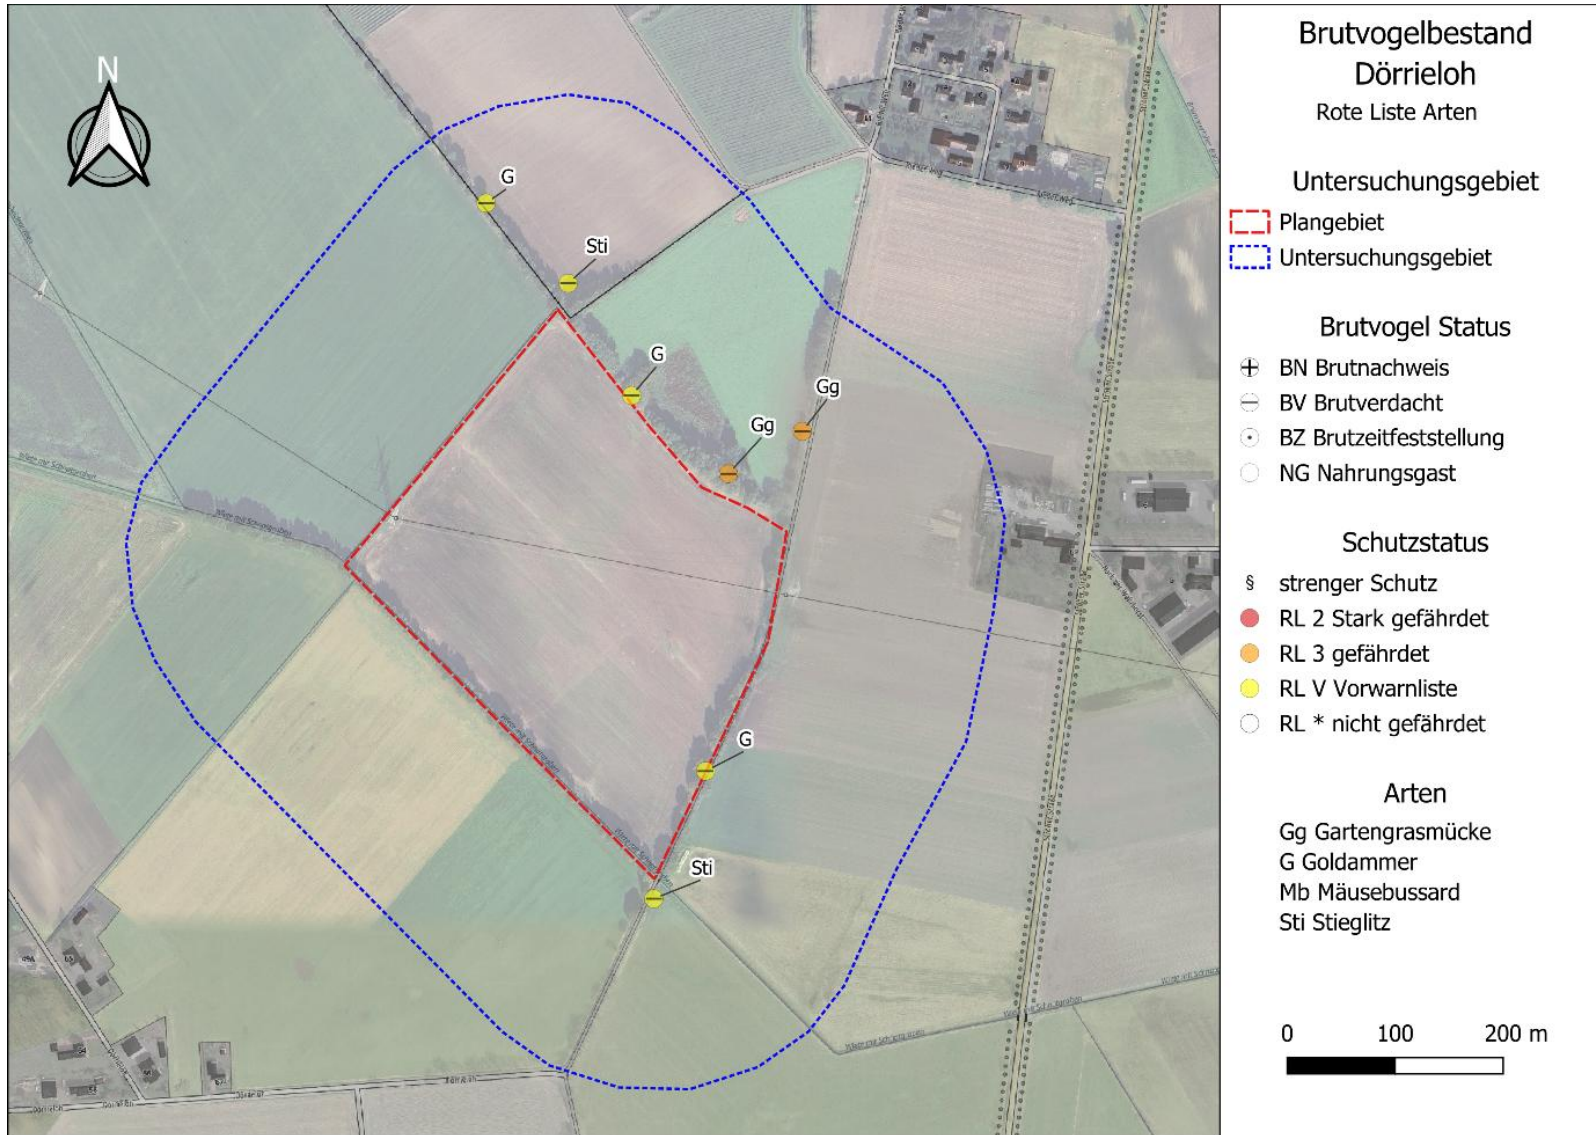 N
G
Sti
G
Gg
Gg
G
Sti
Brutvogelbestand
Dörrieloh
Rote Liste Arten
Untersuchungsgebiet
Plangebiet
Untersuchungsgebiet
Brutvogel Status
BN Brutnachweis
BV Brutverdacht
BZ Brutzeitfeststellung
NG Nahrungsgast
Schutzstatus
§ strenger Schutz
RL 2 Stark gefährdet
RL 3 gefährdet
RL V Vorwarnliste
RL * nicht gefährdet
Arten
Gg Gartengrasmücke
G Goldammer
Mb Mäusebussard
Sti Stieglitz
0 100 200 m